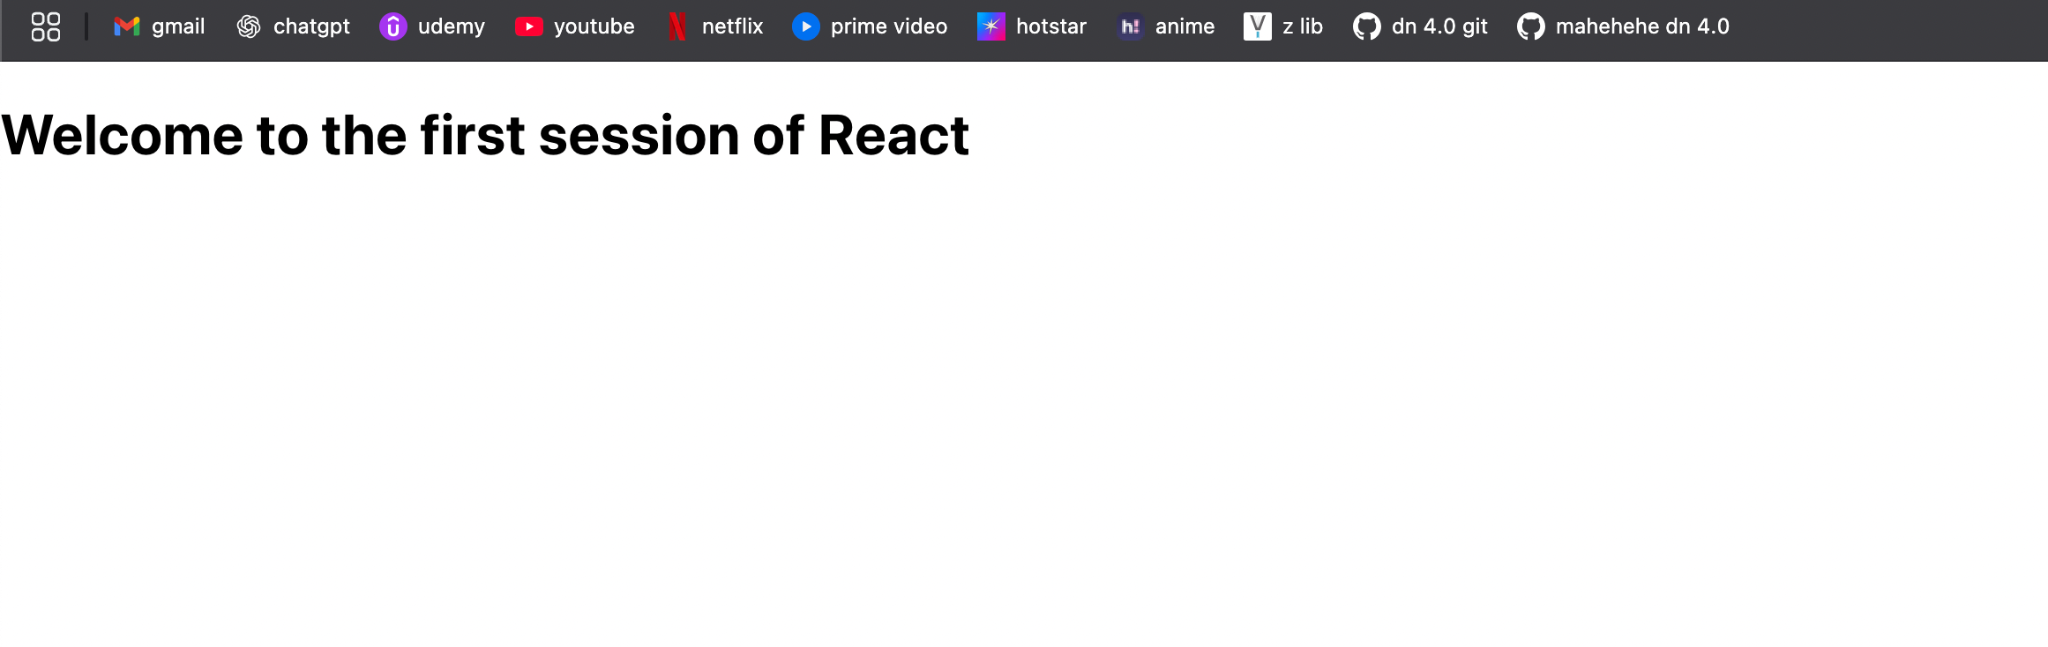 gmail chatgpt udemy youtube netflix prime video hotstar h! anime z lib dn 4.0 git mahehehe dn 4.0
Welcome to the first session of React